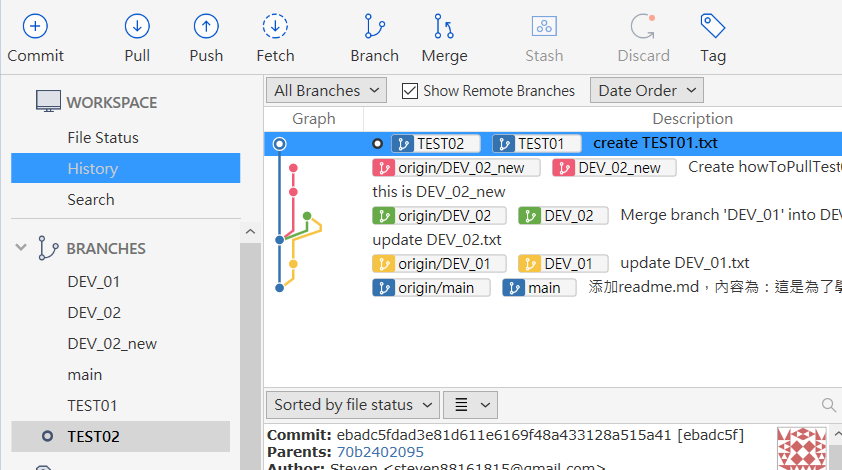 Commit Pull Push Fetch Branch Merge Stash Discard Tag
All Branches Show Remote Branches Date Order
WORKSPACE
File Status
History
Search
BRANCHES
DEV_01
DEV_02
DEV_02_new
main
TEST01
TEST02
Graph Description
TEST02 TEST01 create TEST01.txt
origin/DEV_02_new DEV_02_new Create howToPullTest
this is DEV_02_new
origin/DEV_02 DEV_02 Merge branch 'DEV_01' into DEV
update DEV_02.txt
origin/DEV_01 DEV_01 update DEV_01.txt
origin/main main 添加readme.md，內容為：這是為了學
Sorted by file status
Commit: ebadc5fdad3e81d611e6169f48a433128a515a41 [ebadc5f]
Parents: 70b2402095
Author: Steven <steven88161815@gmail.com>